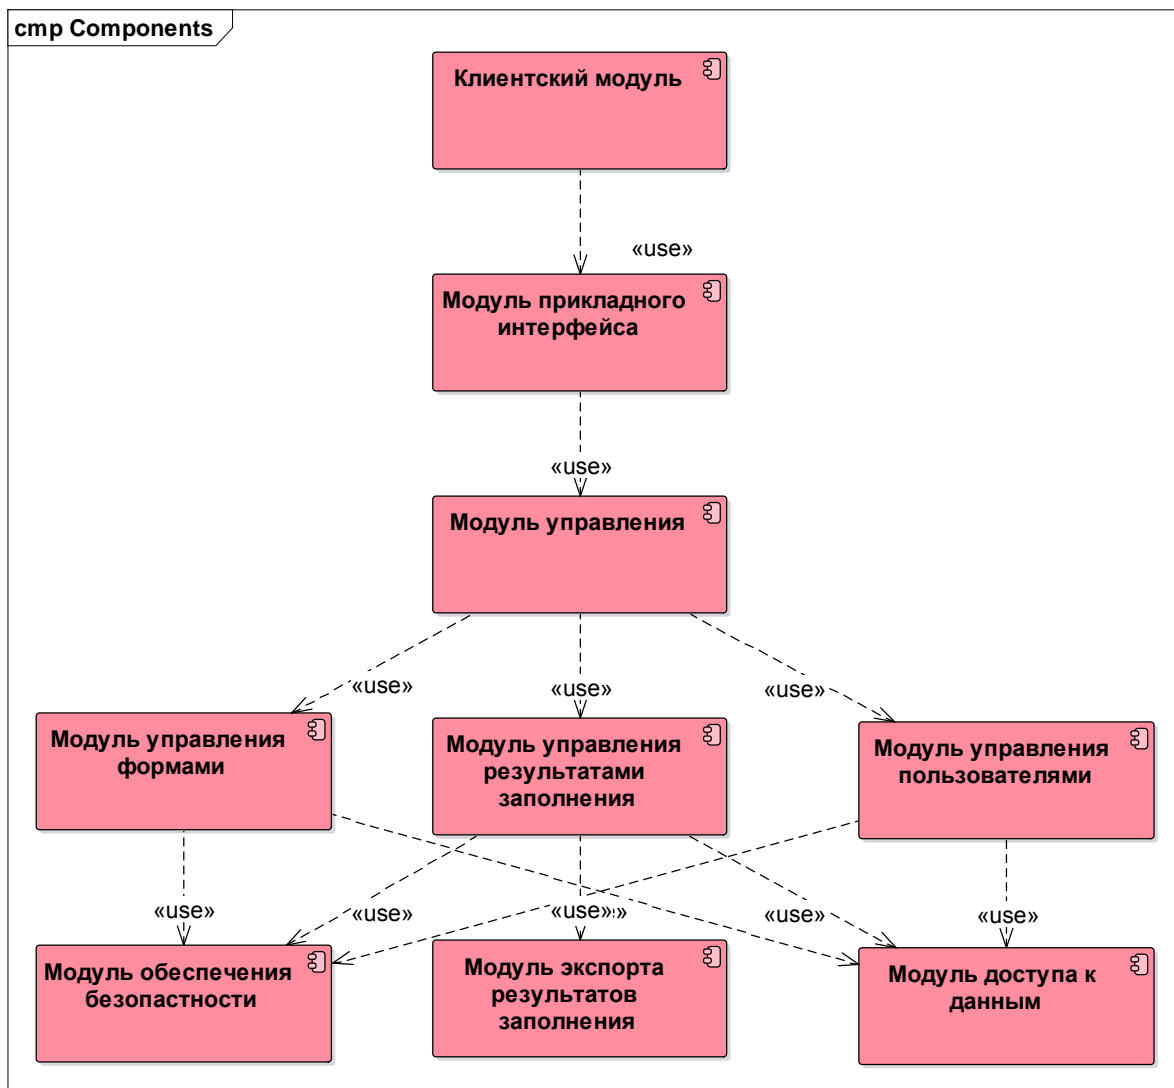 cmp Components
Клиентский модуль
«use»
Модуль прикладного
интерфейса
«use»
Модуль управления
«use»
«use»
«use»
Модуль управления
формами
Модуль управления
результатами
заполнения
Модуль управления
пользователями
«use»
«use»
«use»
«use»
«use»
Модуль обеспечения
безопастности
Модуль экспорта
результатов
заполнения
Модуль доступа к
данным